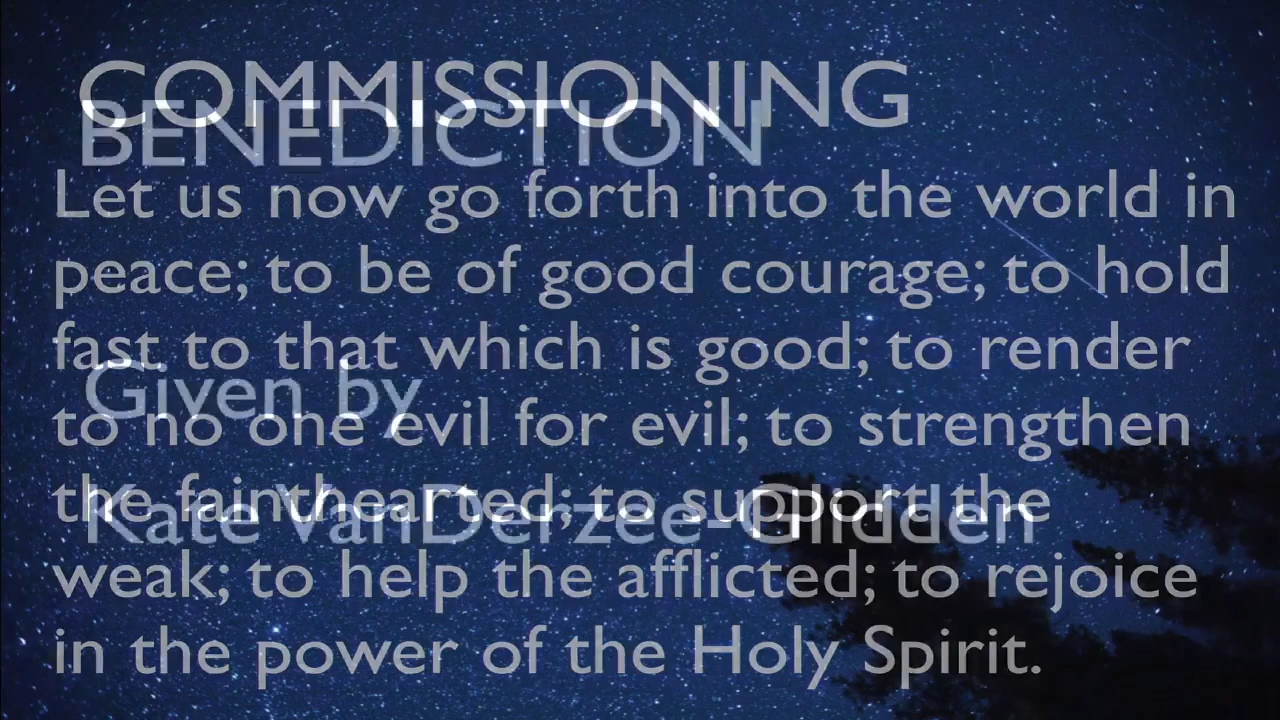 COMMISSIONING
BENEDICTION
Let us now go forth into the world in
peace; to be of good courage; to hold
fast to that which is good; to render
Given by
to no one evil for evil; to strengthen
the fainthearted; to support the
Kate VanDerzee-Glidden
weak; to help the afflicted; to rejoice
in the power of the Holy Spirit.